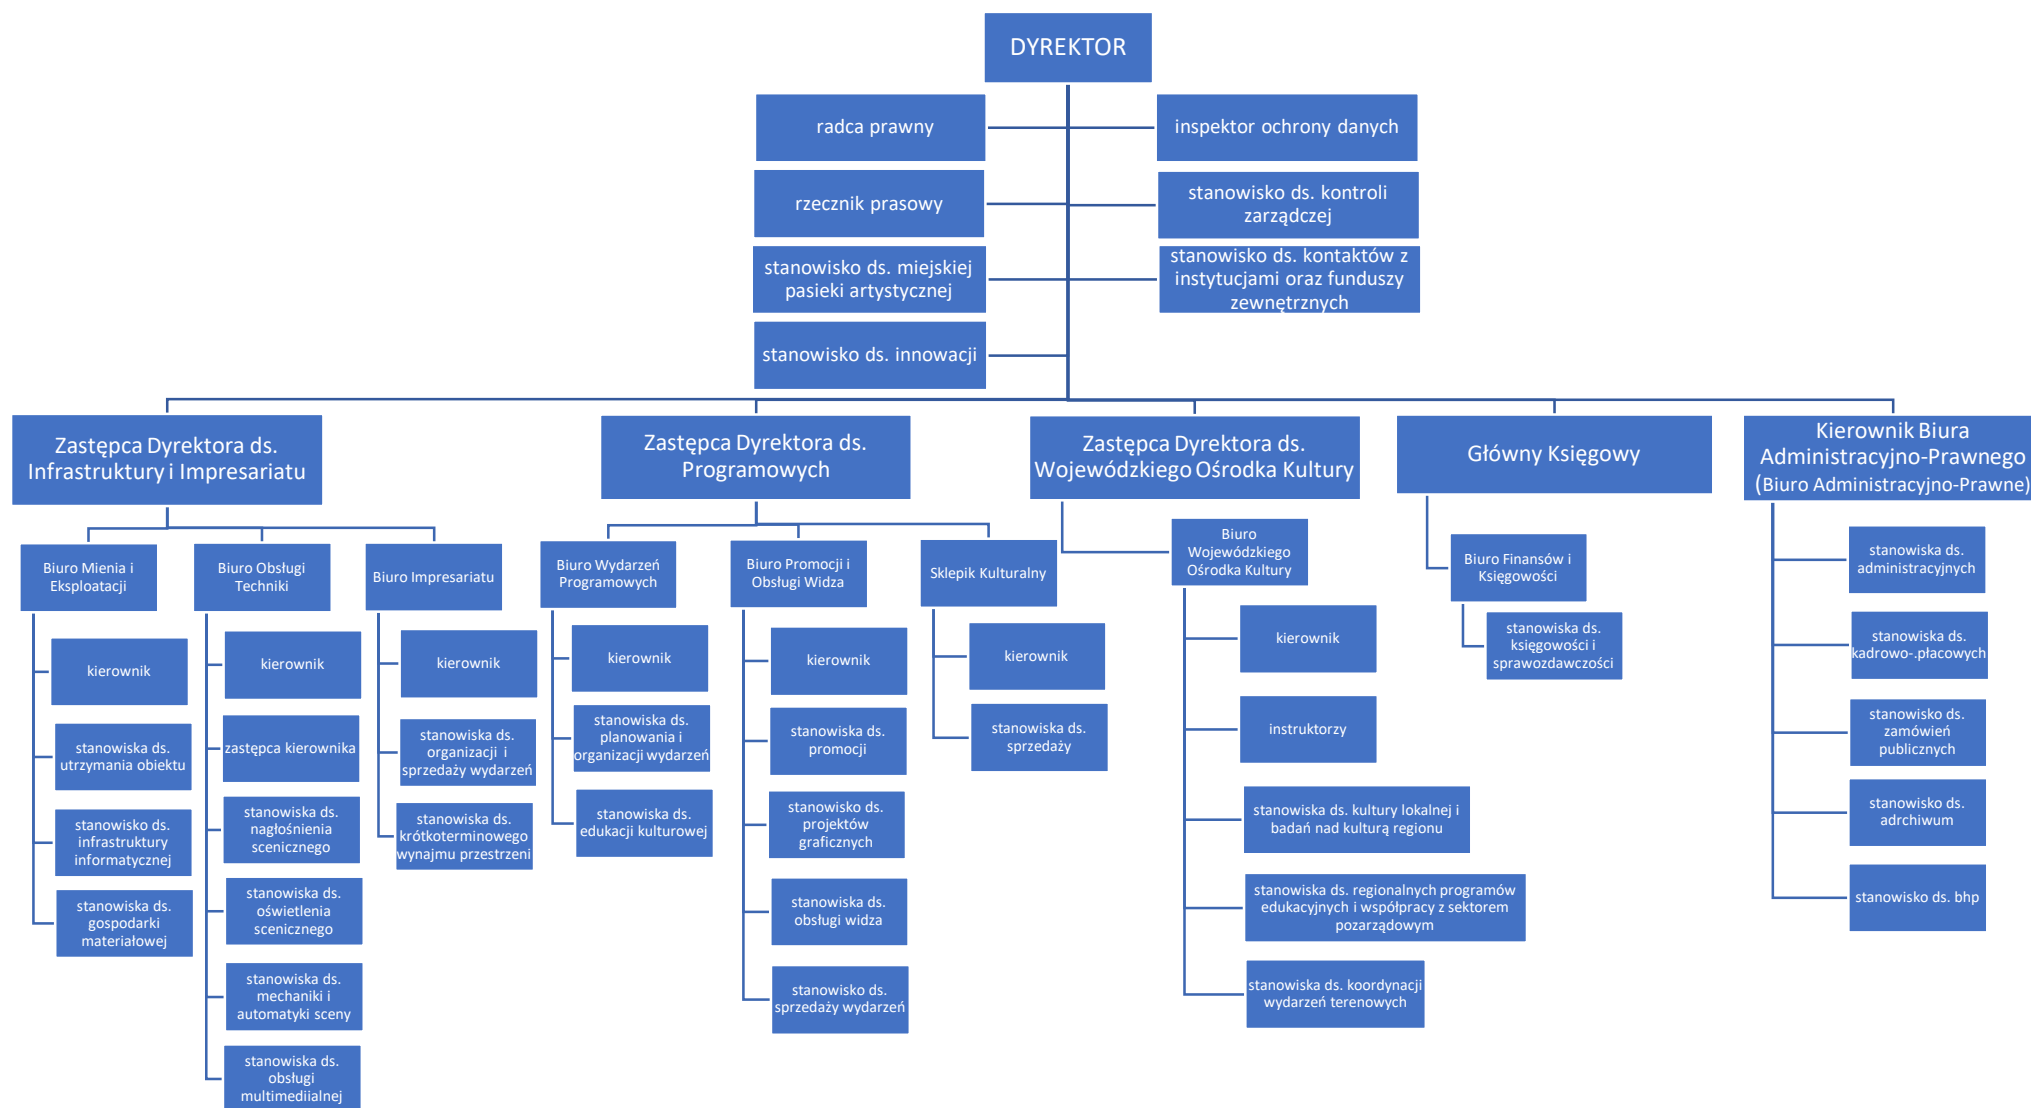 DYREKTOR
radca prawny
inspektor ochrony danych
rzecznik prasowy
stanowisko ds. kontroli
zarządczej
stanowisko ds. miejskiej
pasieki artystycznej
stanowisko ds. kontaktów z
instytucjami oraz funduszy
zewnętrznych
stanowisko ds. innowacji
Zastępca Dyrektora ds.
Infrastruktury i Impresariatu
Zastępca Dyrektora ds.
Programowych
Zastępca Dyrektora ds.
Wojewódzkiego Ośrodka Kultury
Główny Księgowy
Kierownik Biura
Administracyjno-Prawnego
(Biuro Administracyjno-Prawne)
Biuro Mienia i
Eksploatacji
kierownik
stanowiska ds.
utrzymania obiektu
stanowisko ds.
infrastruktury
informatycznej
stanowiska ds.
gospodarki
materiałowej
Biuro Obsługi
Techniki
kierownik
zastępca kierownika
stanowiska ds.
nagłośnienia
scenicznego
stanowiska ds.
oświetlenia
scenicznego
stanowiska ds.
mechaniki i
automatyki sceny
stanowiska ds.
obsługi
multimediialnej
Biuro Impresariatu
kierownik
stanowiska ds.
organizacji i
sprzedaży wydarzeń
stanowiska ds.
krótkoterminowego
wynajmu przestrzeni
Biuro Wydarzeń
Programowych
kierownik
stanowiska ds.
planowania i
organizacji wydarzeń
stanowiska ds.
edukacji kulturowej
Biuro Promocji i
Obsługi Widza
kierownik
stanowiska ds.
promocji
stanowisko ds.
projektów
graficznych
stanowiska ds.
obsługi widza
stanowisko ds.
sprzedaży wydarzeń
Sklepik Kulturalny
kierownik
stanowiska ds.
sprzedaży
Biuro
Wojewódzkiego
Ośrodka Kultury
kierownik
instruktorzy
stanowiska ds. kultury lokalnej i
badań nad kulturą regionu
stanowiska ds. regionalnych programów
edukacyjnych i współpracy z sektorem
pozarządowym
stanowiska ds. koordynacji
wydarzeń terenowych
Biuro Finansów i
Księgowości
stanowiska ds.
księgowości i
sprawozdawczości
stanowiska ds.
administracyjnych
stanowiska ds.
kadrowo-.płacowych
stanowisko ds.
zamówień
publicznych
stanowisko ds.
adrchiwum
stanowisko ds. bhp